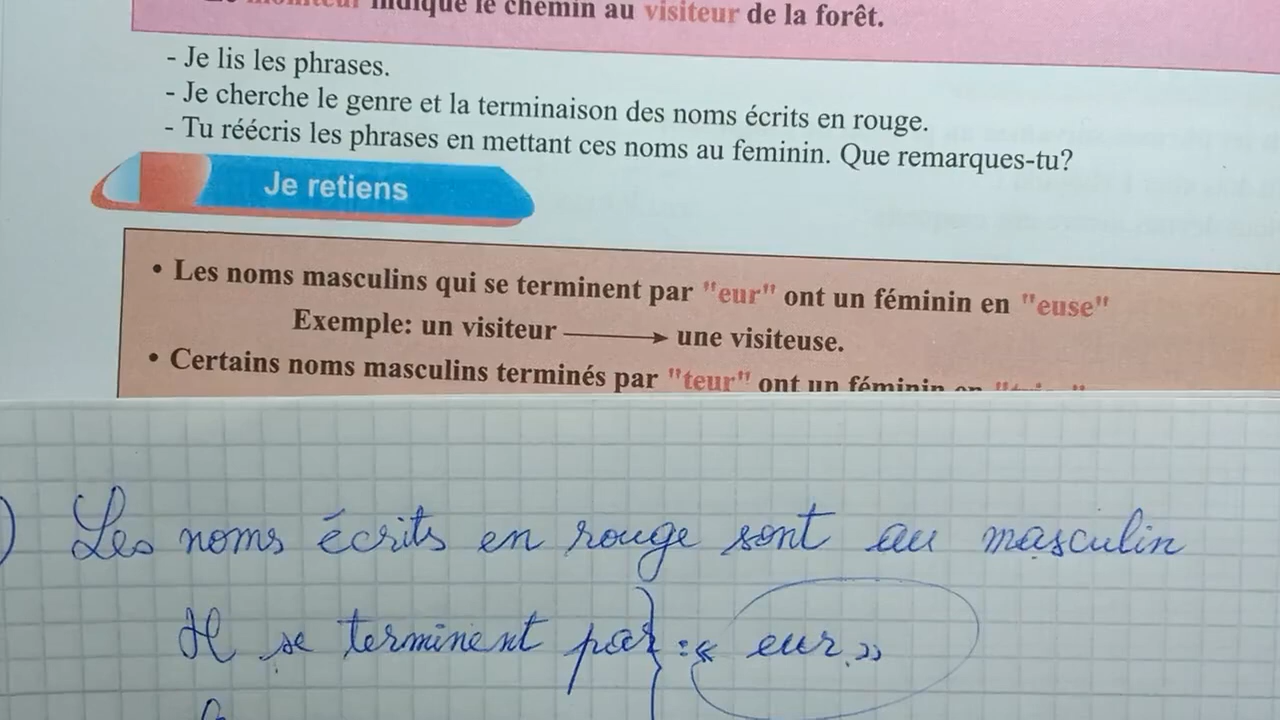 moniteur indique le chemin au visiteur de la forêt.
- Je lis les phrases.
- Je cherche le genre et la terminaison des noms écrits en rouge.
- Tu réécris les phrases en mettant ces noms au feminin. Que remarques-tu?
Je retiens
• Les noms masculins qui se terminent par "eur" ont un féminin en "euse"
Exemple: un visiteur → une visiteuse.
• Certains noms masculins terminés par "teur" ont un féminin en
) Les noms écrits en rouge sont au masculin
Il se terminent par } : « eur »